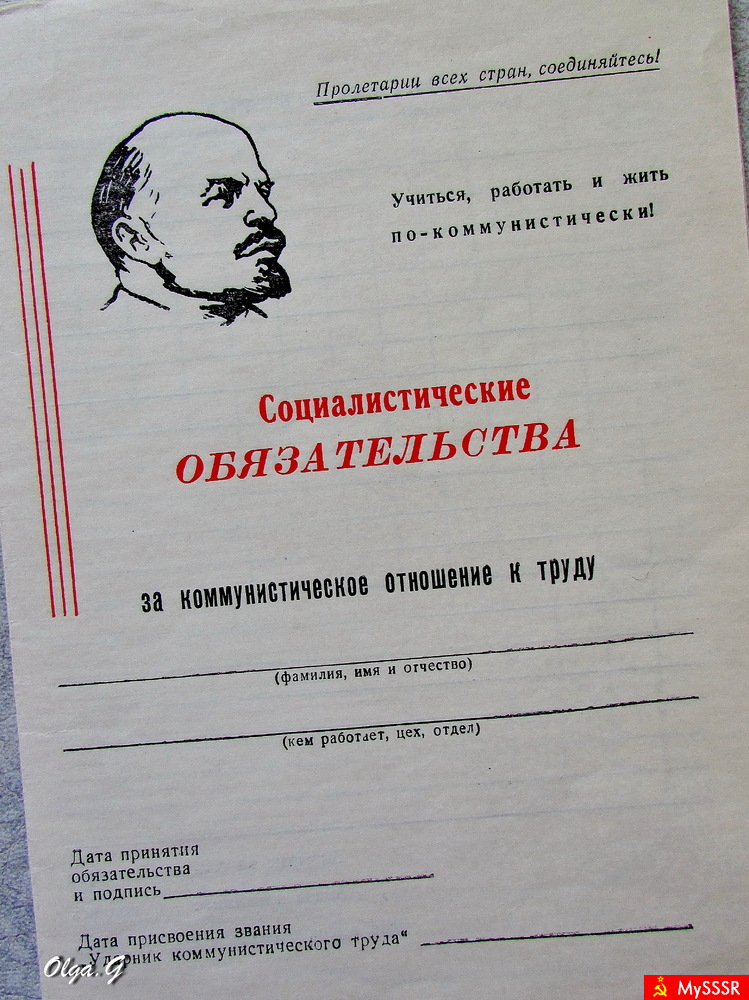 Пролетарии всех стран, соединяйтесь!
Учиться, работать и жить
по-коммунистически!
Социалистические
ОБЯЗАТЕЛЬСТВА
за коммунистическое отношение к труду
(фамилия, имя и отчество)
(кем работает, цех, отдел)
Дата принятия
обязательства
и подпись
Дата присвоения звания
„Ударник коммунистического труда“
Olga.G
MySSSR